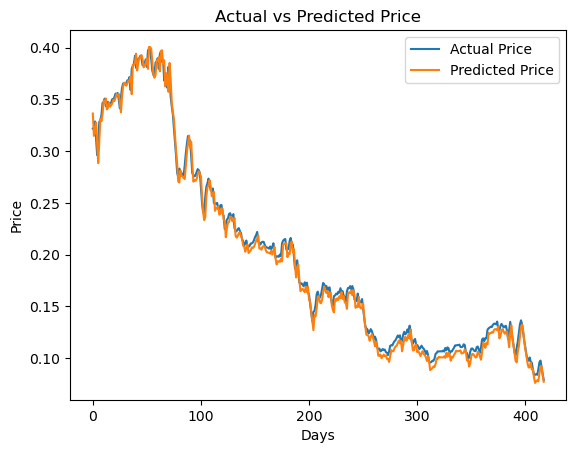 Actual vs Predicted Price
Actual Price
Predicted Price
0.40
0.35
0.30
0.25
0.20
0.15
0.10
Price
0 100 200 300 400
Days